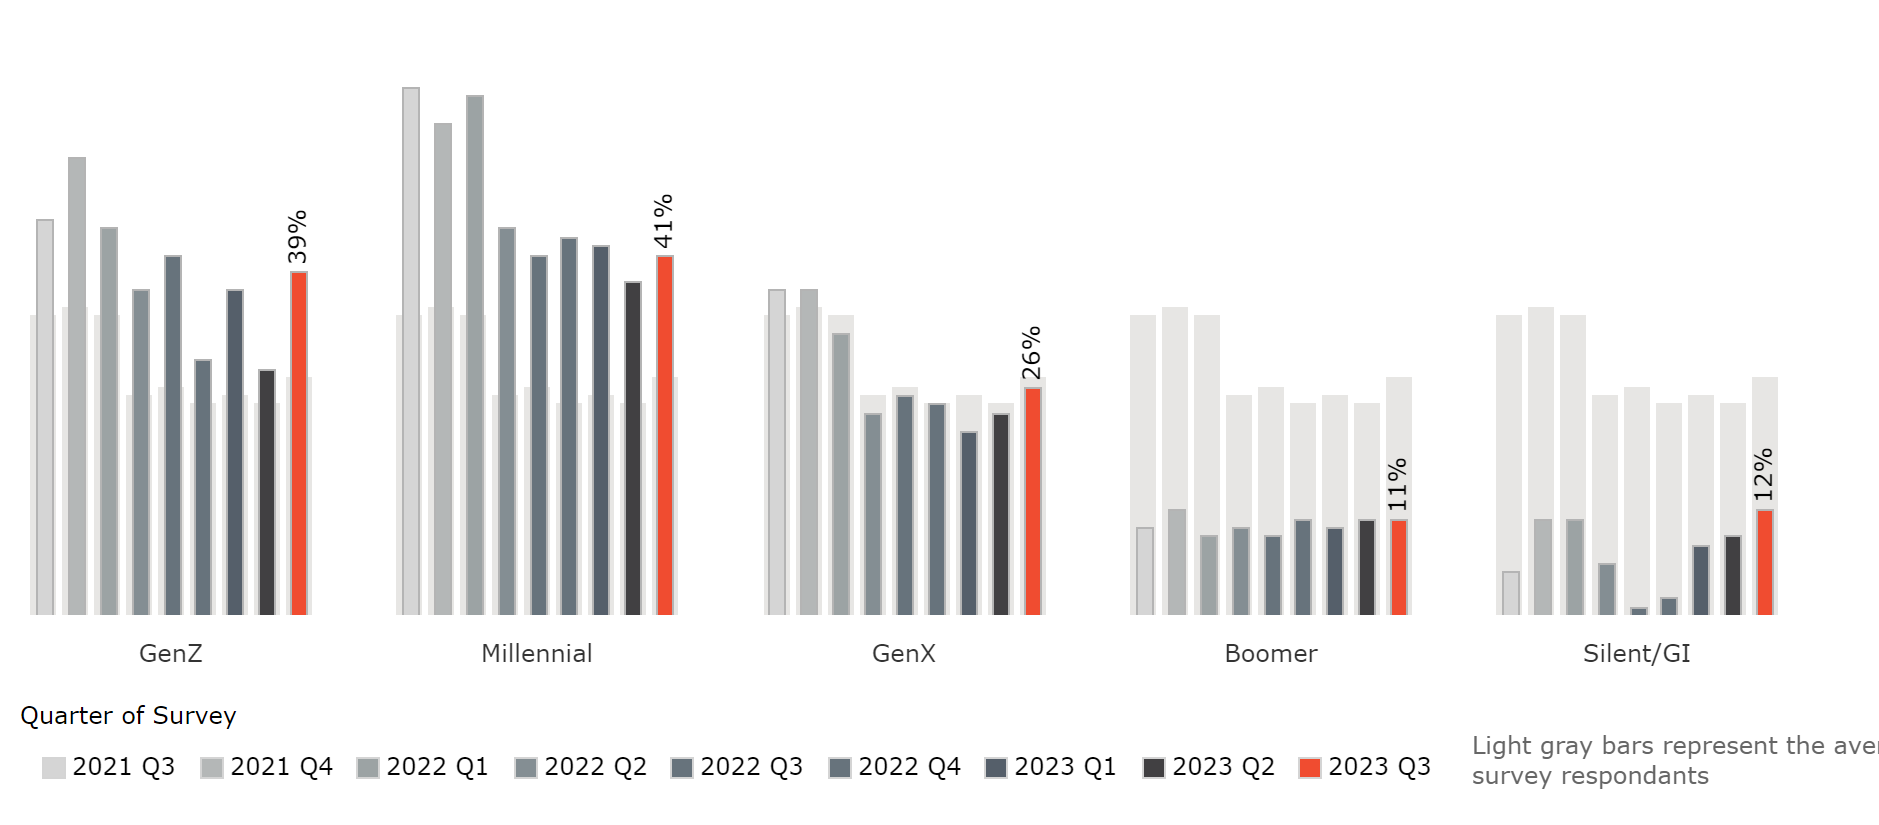 39%
41%
26%
11%
12%
GenZ
Millennial
GenX
Boomer
Silent/GI
Quarter of Survey
2021 Q3
2021 Q4
2022 Q1
2022 Q2
2022 Q3
2022 Q4
2023 Q1
2023 Q2
2023 Q3
Light gray bars represent the
survey respondants